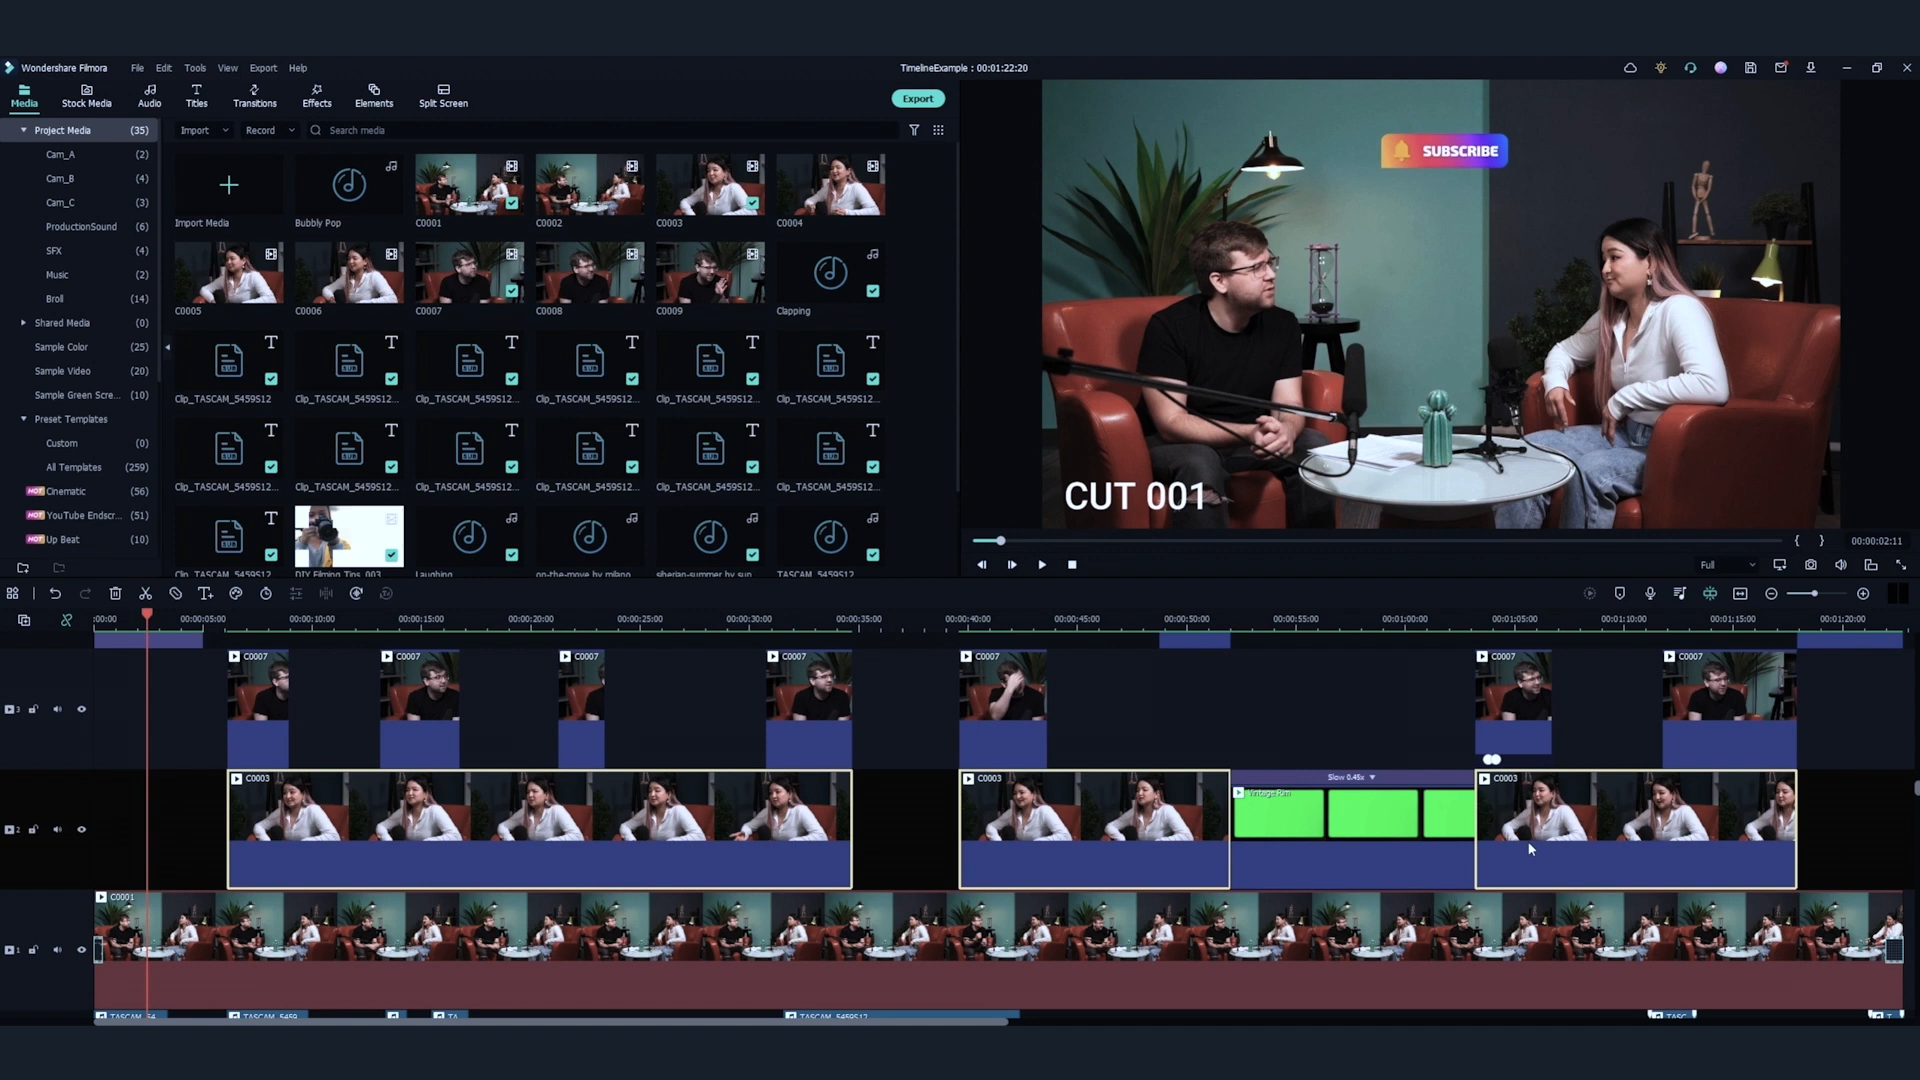 Wondershare Filmora File Edit Tools View Export Help
TimelineExample : 00:01:22:20
Media Stock Media Audio Titles Transitions Effects Elements Split Screen
Export
Project Media (35)
Cam_A (2)
Cam_B (4)
Cam_C (3)
ProductionSound (6)
SFX (4)
Music (2)
Broll (14)
Shared Media (0)
Sample Color (25)
Sample Video (20)
Sample Green Scre... (10)
Preset Templates
Custom (0)
All Templates (259)
HOT Cinematic (56)
HOT YouTube Endscr... (51)
HOT Up Beat (10)
Import Record Search media
Import Media Bubbly Pop C0001 C0002 C0003 C0004
C0005 C0006 C0007 C0008 C0009 Clapping
Clip_TASCAM_5459S12 Clip_TASCAM_5459S12... Clip_TASCAM_5459S12... Clip_TASCAM_5459S12... Clip_TASCAM_5459S12... Clip_TASCAM_5459S12...
Clip_TASCAM_5459S12... Clip_TASCAM_5459S12... Clip_TASCAM_5459S12... Clip_TASCAM_5459S12... Clip_TASCAM_5459S12... Clip_TASCAM_5459S12...
Clip_TASCAM_5459S12... DIY Filming Tips_003 Laughing on-the-move by milano siberian-summer by sun TASCAM_5459S12
SUBSCRIBE
CUT 001
{ } 00:00:02:11
Full
:00:00 00:00:05:00 00:00:10:00 00:00:15:00 00:00:20:00 00:00:25:00 00:00:30:00 00:00:35:00 00:00:40:00 00:00:45:00 00:00:50:00 00:00:55:00 00:01:00:00 00:01:05:00 00:01:10:00 00:01:15:00 00:01:20:00
C0007 C0007 C0007 C0007 C0007 C0007 C0007
3
C0003 C0003 Slow 0.45x C0003
Vintage Film
2
C0001
1
TASCAM_54 TASCAM_5459 TA TASCAM_5459S12 TASC T